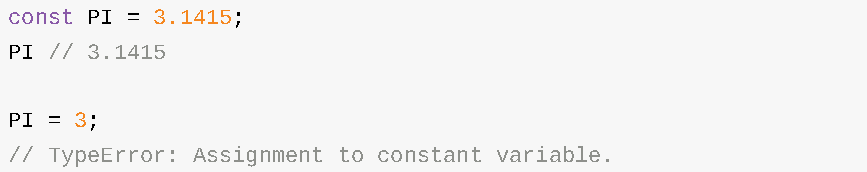 const PI = 3.1415;
PI // 3.1415
PI = 3;
// TypeError: Assignment to constant variable.